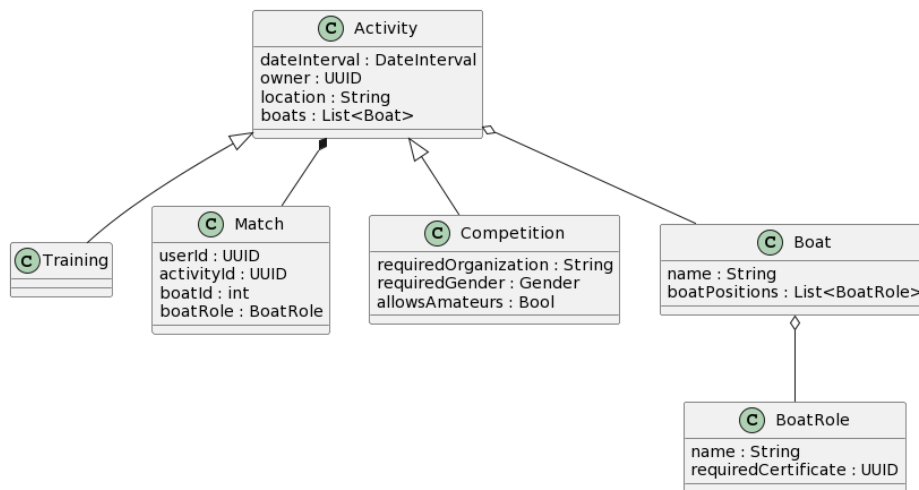 C Activity
dateInterval : DateInterval
owner : UUID
location : String
boats : List<Boat>
C Training
C Match
userId : UUID
activityId : UUID
boatId : int
boatRole : BoatRole
C Competition
requiredOrganization : String
requiredGender : Gender
allowsAmateurs : Bool
C Boat
name : String
boatPositions : List<BoatRole>
C BoatRole
name : String
requiredCertificate : UUID